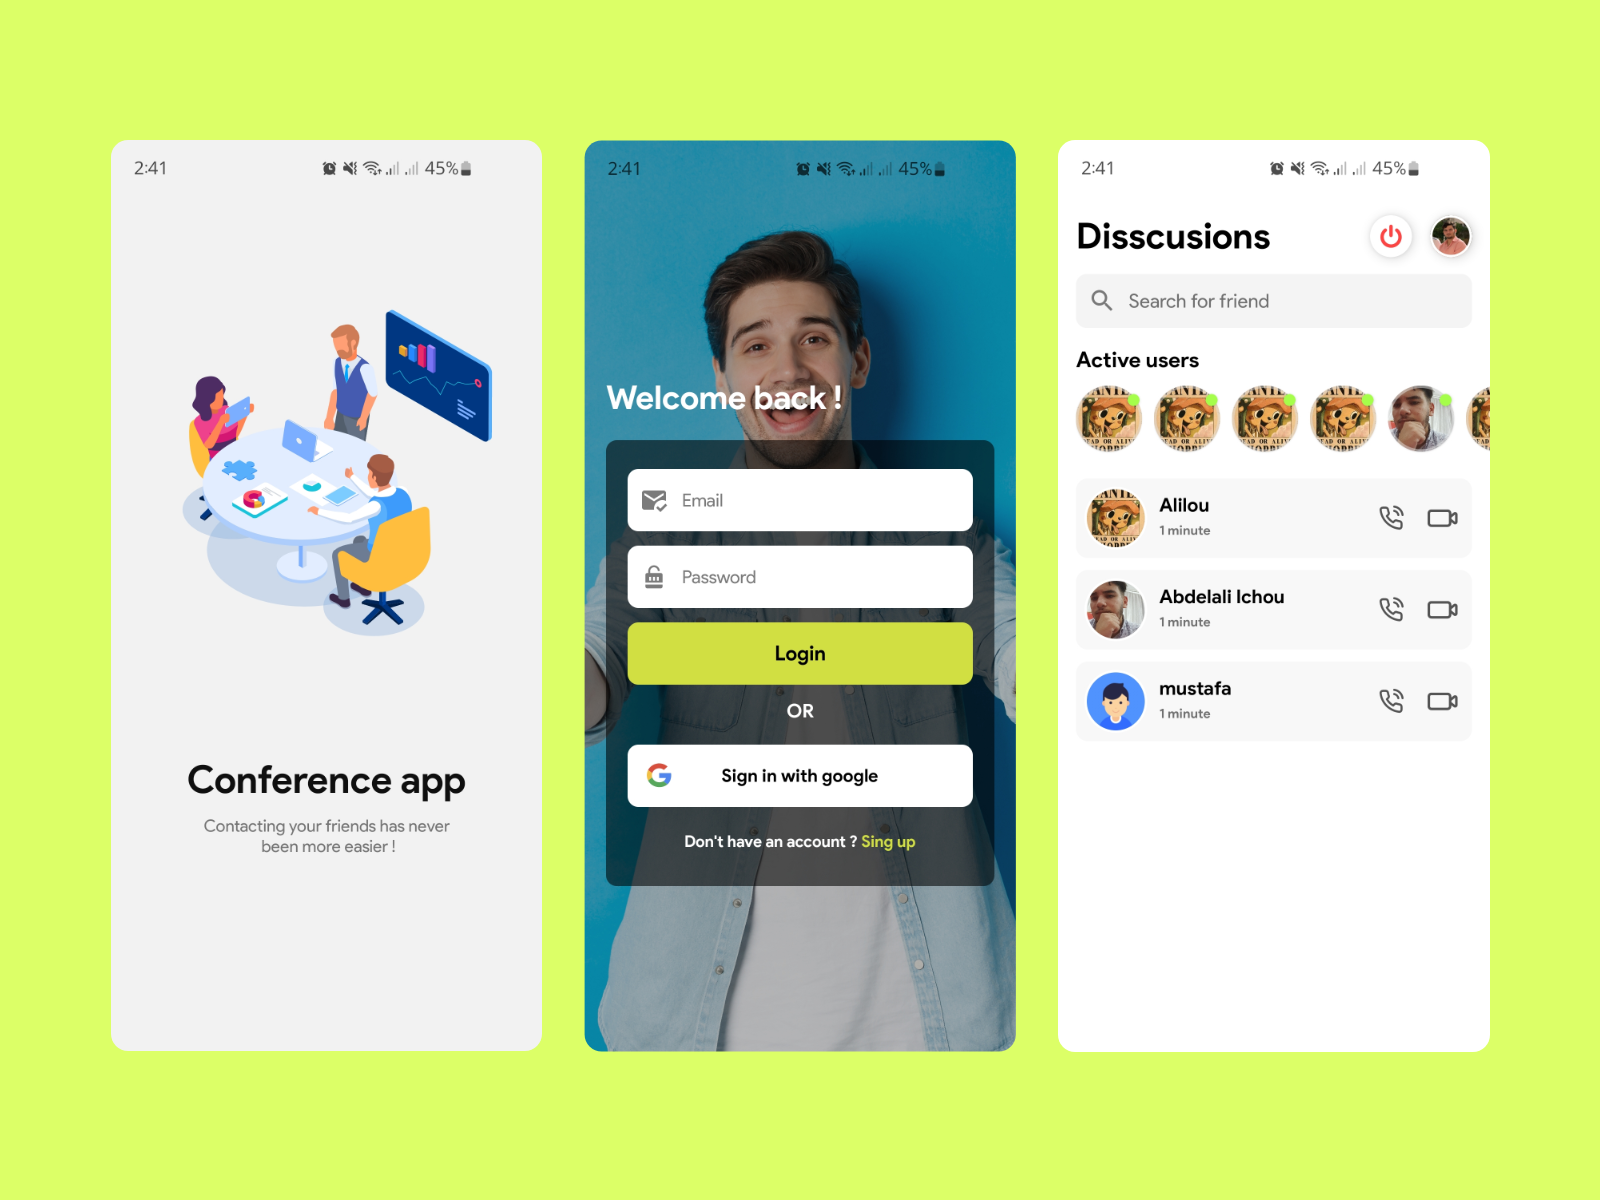 2:41
45%
Conference app
Contacting your friends has never
been more easier !
2:41
45%
Welcome back !
Email
Password
Login
OR
Sign in with google
Don't have an account ? Sing up
2:41
45%
Disscusions
Search for friend
Active users
Alilou
1 minute
Abdelali Ichou
1 minute
mustafa
1 minute